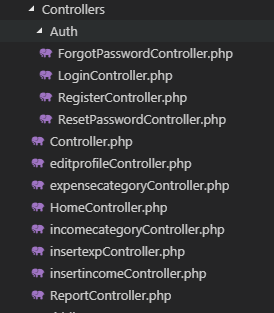 Controllers
Auth
ForgotPasswordController.php
LoginController.php
RegisterController.php
ResetPasswordController.php
Controller.php
editprofileController.php
expensecategoryController.php
HomeController.php
incomecategoryController.php
insertexpController.php
insertincomeController.php
ReportController.php